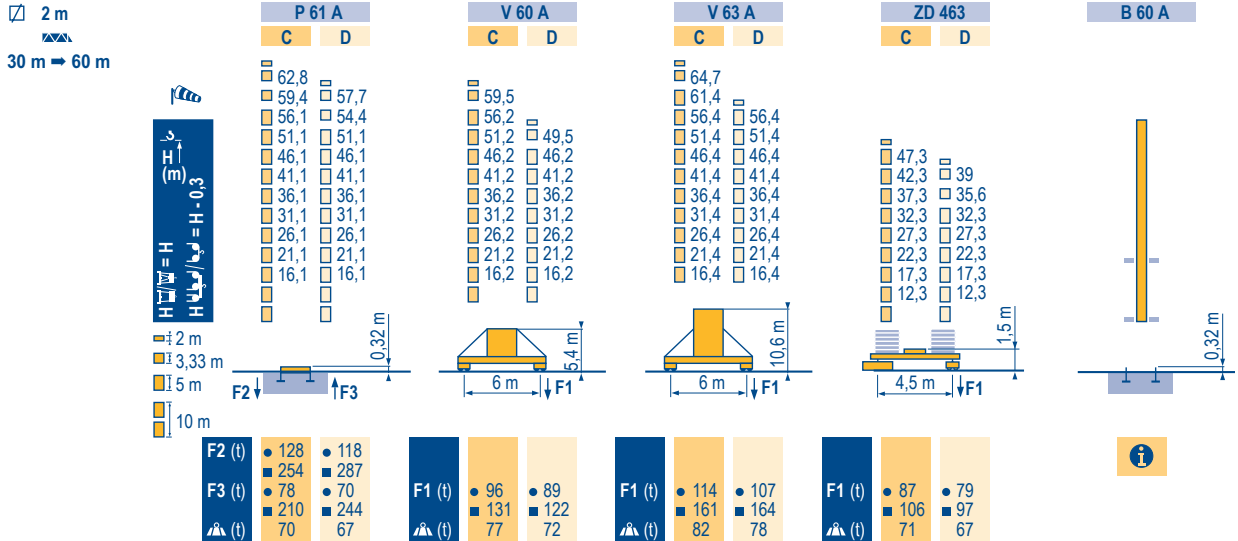 2 m
30 m ➡ 60 m
P 61 A
C D
62,8
59,4 57,7
56,1 54,4
51,1 51,1
46,1 46,1
41,1 41,1
36,1 36,1
31,1 31,1
26,1 26,1
21,1 21,1
16,1 16,1
0,32 m
F2 F3
V 60 A
C D
59,5
56,2
51,2 49,5
46,2 46,2
41,2 41,2
36,2 36,2
31,2 31,2
26,2 26,2
21,2 21,2
16,2 16,2
5,4 m
6 m F1
V 63 A
C D
64,7
61,4
56,4 56,4
51,4 51,4
46,4 46,4
41,4 41,4
36,4 36,4
31,4 31,4
26,4 26,4
21,4 21,4
16,4 16,4
10,6 m
6 m F1
ZD 463
C D
47,3
42,3 39
37,3 35,6
32,3 32,3
27,3 27,3
22,3 22,3
17,3 17,3
12,3 12,3
1,5 m
4,5 m F1
B 60 A
0,32 m
H
(m)
H / = H
H / = H - 0,3
2 m
3,33 m
5 m
10 m
F2 (t) ● 128 ● 118
■ 254 ■ 287
F3 (t) ● 78 ● 70
■ 210 ■ 244
(t) 70 67
F1 (t) ● 96 ● 89
■ 131 ■ 122
(t) 77 72
F1 (t) ● 114 ● 107
■ 161 ■ 164
(t) 82 78
F1 (t) ● 87 ● 79
■ 106 ■ 97
(t) 71 67
i